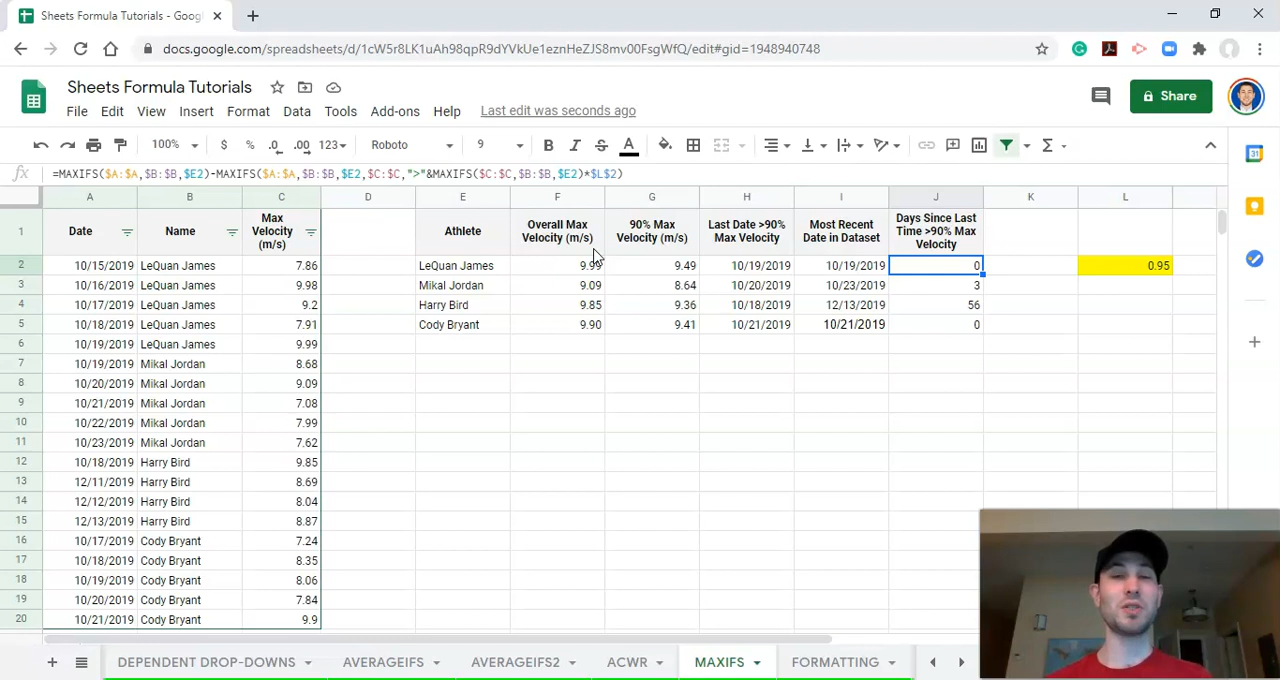 Sheets Formula Tutorials - Goog
docs.google.com/spreadsheets/d/1cW5r8LK1uAh98qpR9dYVkUe1eznHeZJS8mv00FsgWfQ/edit#gid=1948940748
Sheets Formula Tutorials
File Edit View Insert Format Data Tools Add-ons Help Last edit was seconds ago
Share
100% $ % .0 .00 123 Roboto 9 B I S A Σ
fx =MAXIFS($A:$A,$B:$B,$E2)-MAXIFS($A:$A,$B:$B,$E2,$C:$C,">"&MAXIFS($C:$C,$B:$B,$E2)*$L$2)
A B C D E F G H I J K L
1 Date Name Max Velocity (m/s) Athlete Overall Max Velocity (m/s) 90% Max Velocity (m/s) Last Date >90% Max Velocity Most Recent Date in Dataset Days Since Last Time >90% Max Velocity
2 10/15/2019 LeQuan James 7.86 LeQuan James 9.99 9.49 10/19/2019 10/19/2019 0 0.95
3 10/16/2019 LeQuan James 9.98 Mikal Jordan 9.09 8.64 10/20/2019 10/23/2019 3
4 10/17/2019 LeQuan James 9.2 Harry Bird 9.85 9.36 10/18/2019 12/13/2019 56
5 10/18/2019 LeQuan James 7.91 Cody Bryant 9.90 9.41 10/21/2019 10/21/2019 0
6 10/19/2019 LeQuan James 9.99
7 10/19/2019 Mikal Jordan 8.68
8 10/20/2019 Mikal Jordan 9.09
9 10/21/2019 Mikal Jordan 7.08
10 10/22/2019 Mikal Jordan 7.99
11 10/23/2019 Mikal Jordan 7.62
12 10/18/2019 Harry Bird 9.85
13 12/11/2019 Harry Bird 8.69
14 12/12/2019 Harry Bird 8.04
15 12/13/2019 Harry Bird 8.87
16 10/17/2019 Cody Bryant 7.24
17 10/18/2019 Cody Bryant 8.35
18 10/19/2019 Cody Bryant 8.06
19 10/20/2019 Cody Bryant 7.84
20 10/21/2019 Cody Bryant 9.9
DEPENDENT DROP-DOWNS AVERAGEIFS AVERAGEIFS2 ACWR MAXIFS FORMATTING